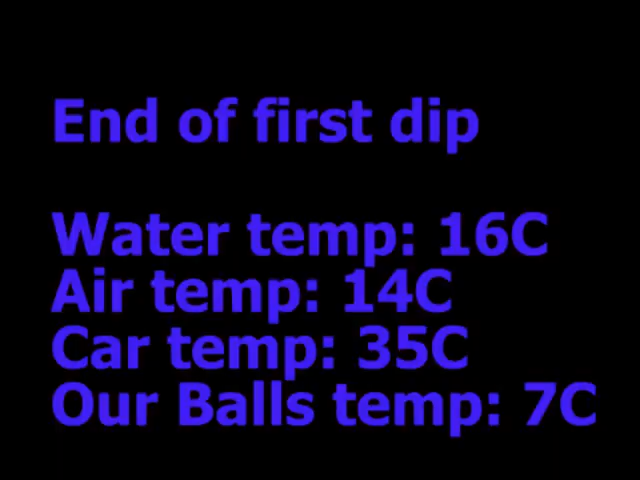 End of first dip
Water temp: 16C
Air temp: 14C
Car temp: 35C
Our Balls temp: 7C